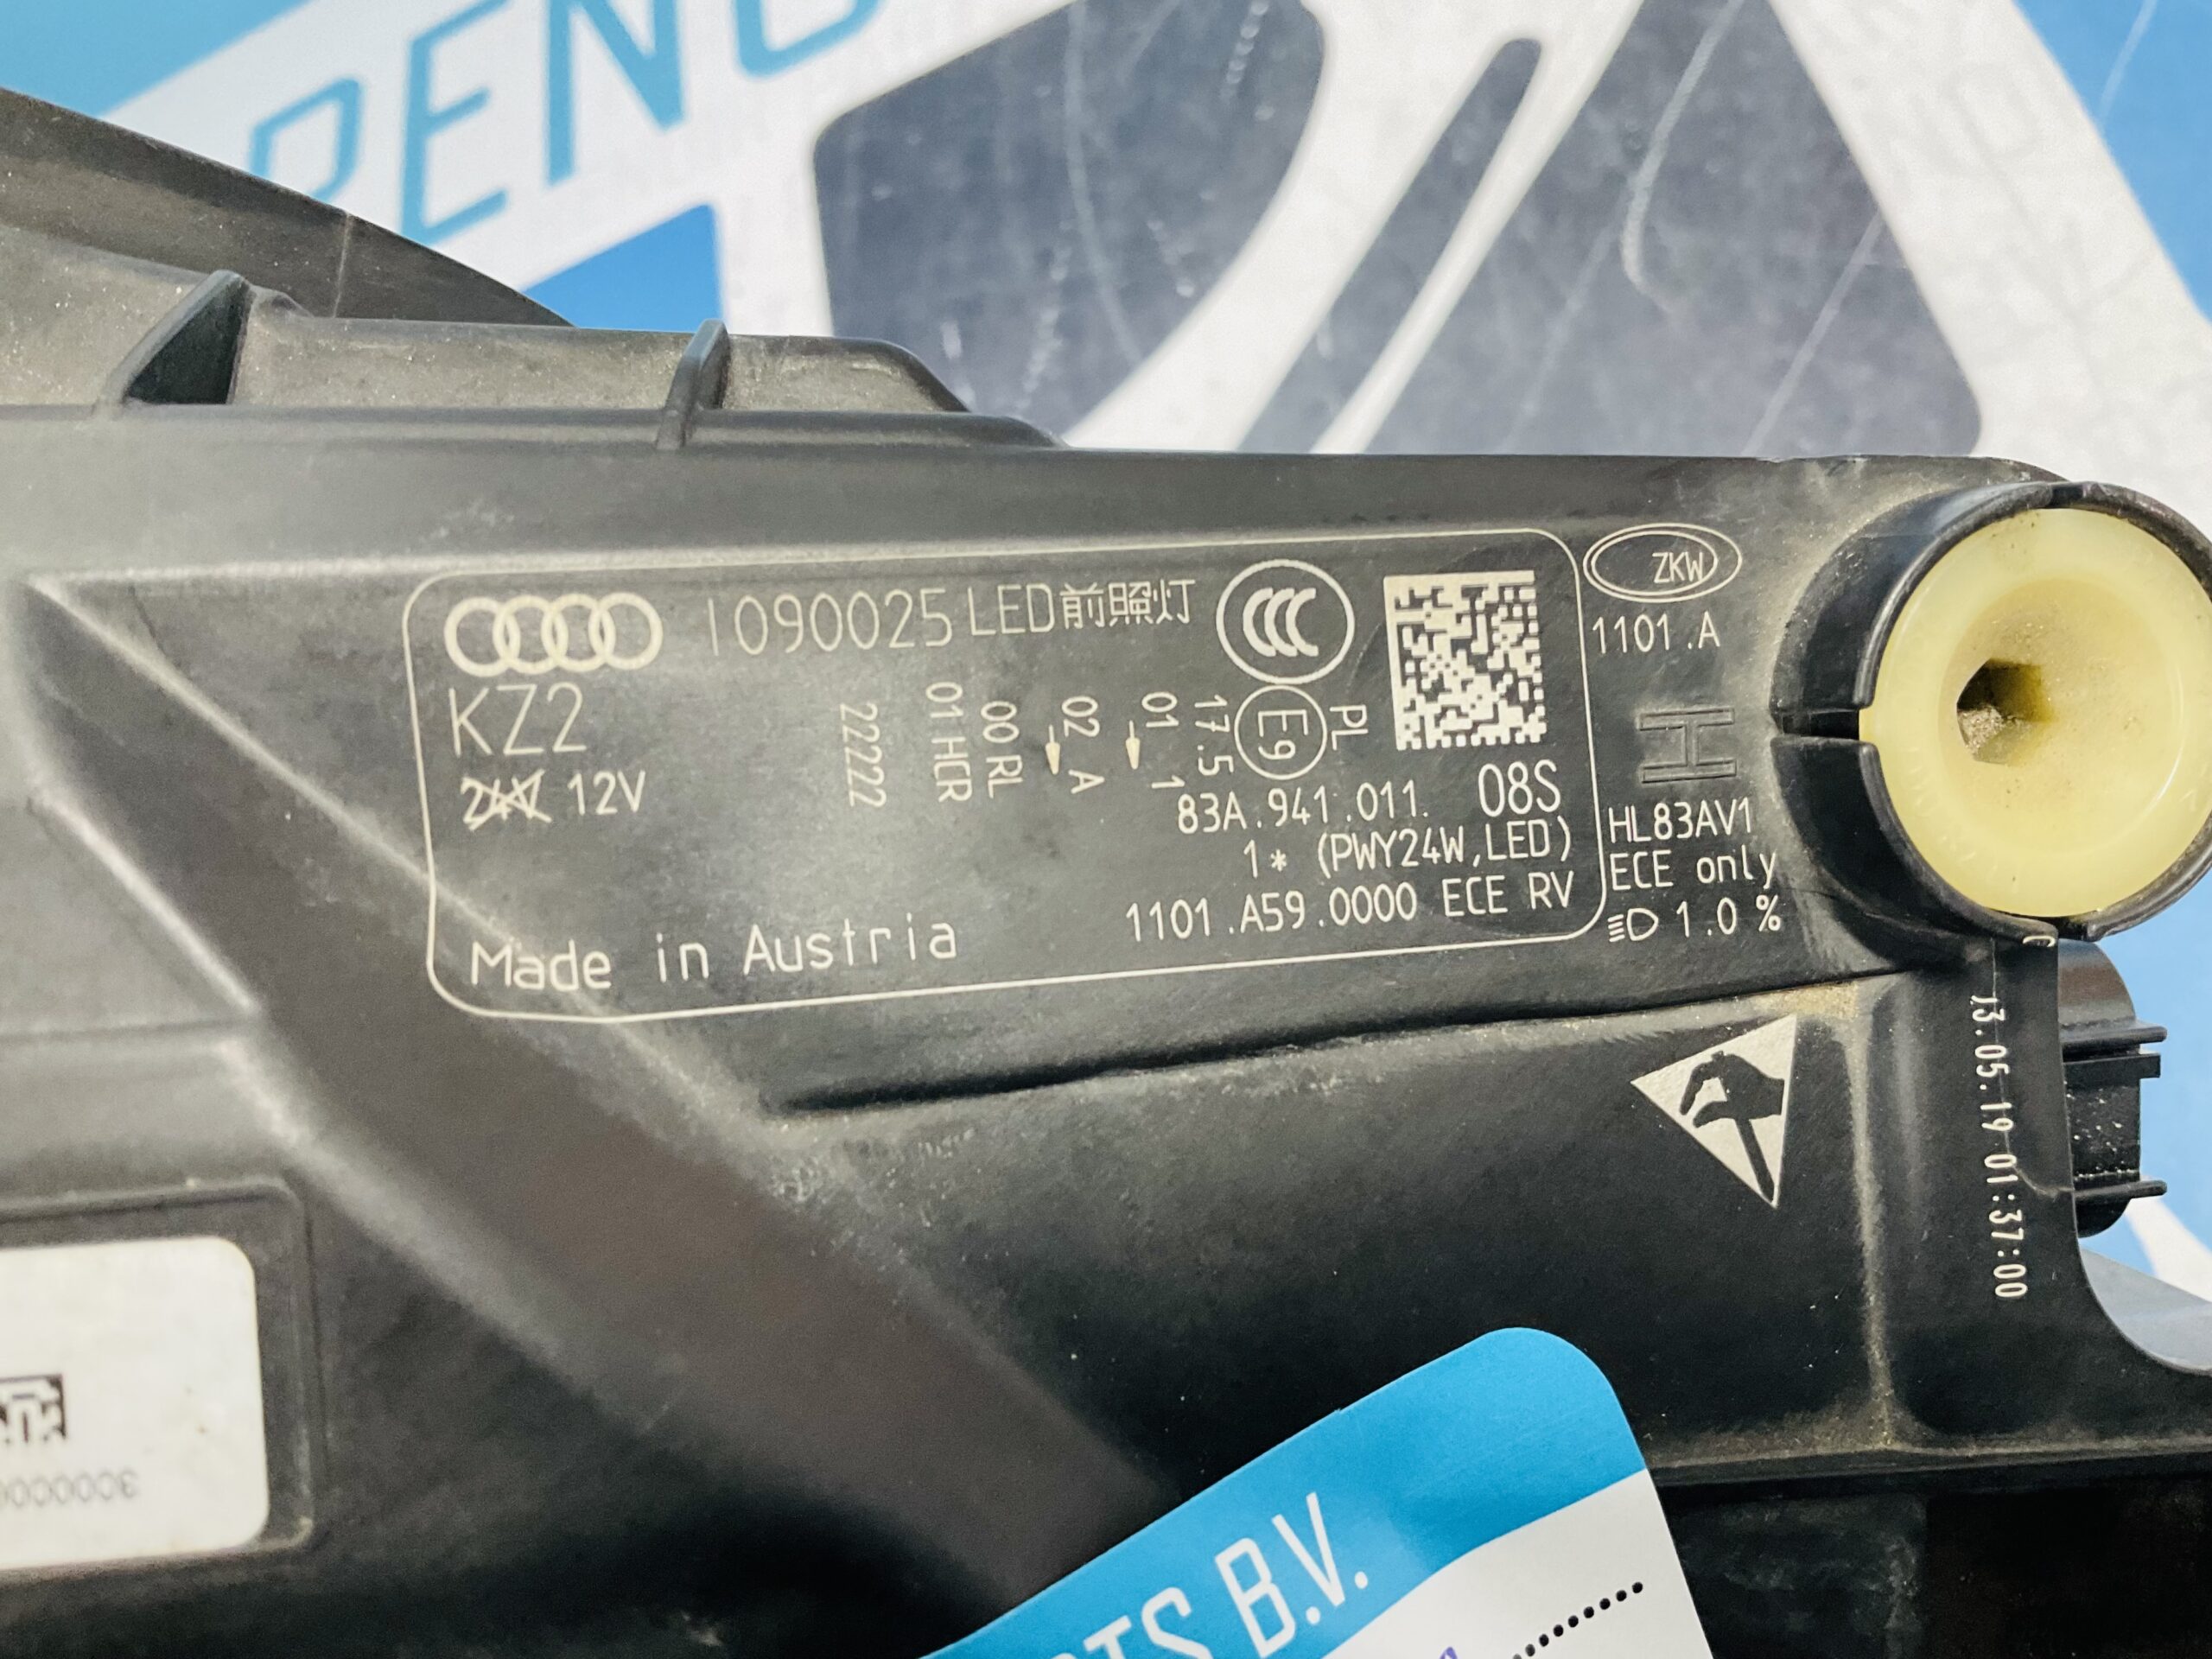 PEND
1090025 LED前照灯
CCC
ZKW
1101.A
KZ2
12V
PL
E9
17.5
01 1
02 A
00 RL
01 HCR
22222
83A.941.011. 08S
1* (PWY24W,LED)
1101.A59.0000 ECE RV
Made in Austria
HL83AV1
ECE only
1.0 %
13.05.19 01:37:00
B.V.